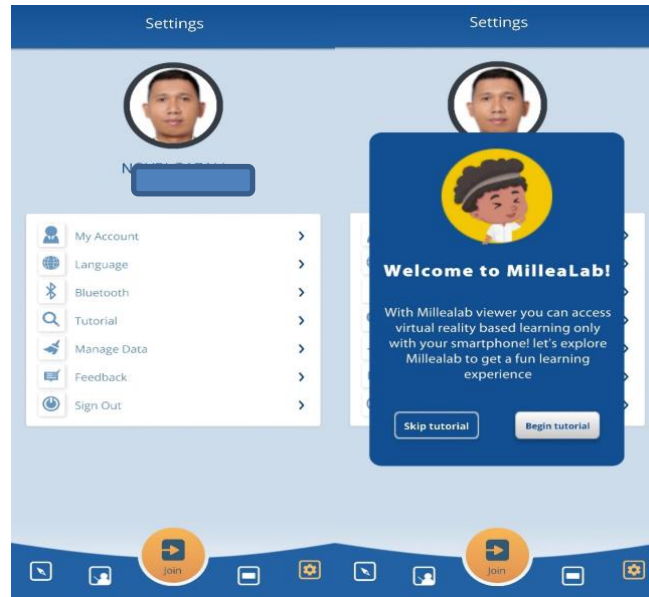 Settings
My Account
Language
Bluetooth
Tutorial
Manage Data
Feedback
Sign Out
Join
Settings
Welcome to MilleaLab!
With Millealab viewer you can access
virtual reality based learning only
with your smartphone! let's explore
Millealab to get a fun learning
experience
Skip tutorial
Begin tutorial
Join